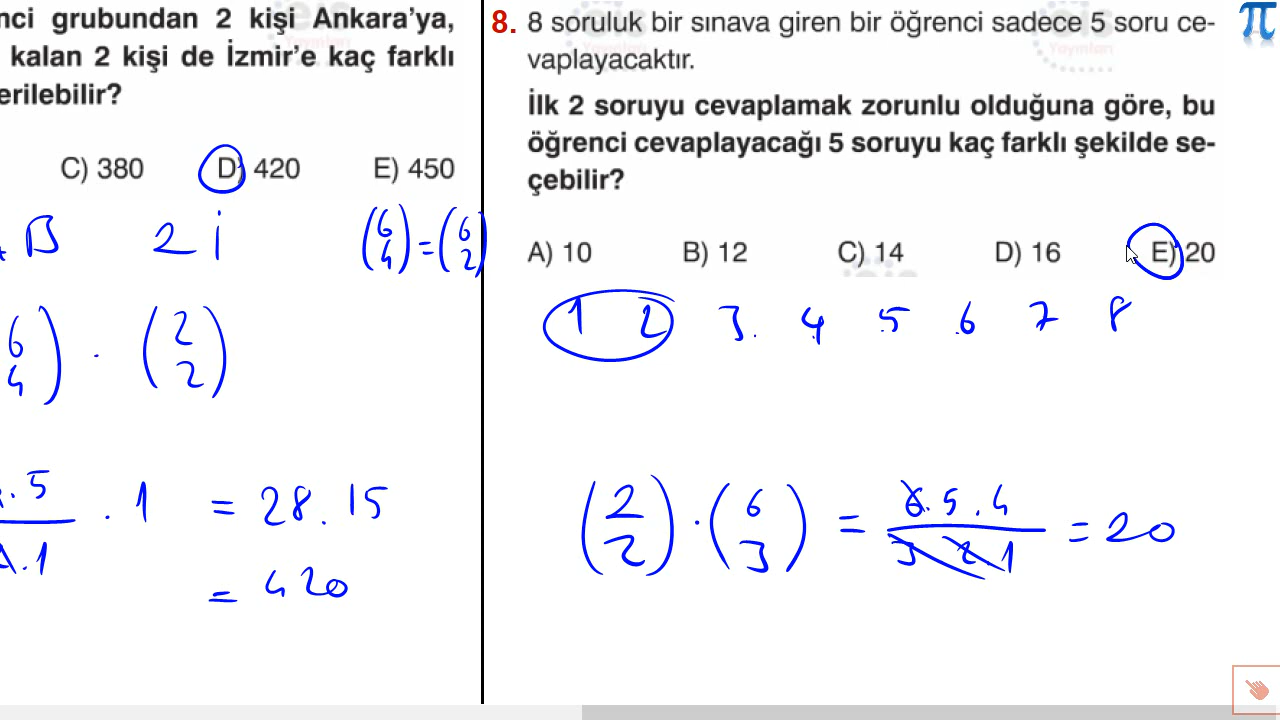 nci grubundan 2 kişi Ankara'ya,
kalan 2 kişi de İzmir'e kaç farklı
erilebilir?
C) 380 D) 420 E) 450
B 2 İ (6 4) = (6 2)
6 4) · (2 2)
. 5 . 1 = 28 . 15
. 1
= 420
8. 8 soruluk bir sınava giren bir öğrenci sadece 5 soru ce-
vaplayacaktır.
İlk 2 soruyu cevaplamak zorunlu olduğuna göre, bu
öğrenci cevaplayacağı 5 soruyu kaç farklı şekilde se-
çebilir?
A) 10 B) 12 C) 14 D) 16 E) 20
1 2 3. 4 5 6 7 8
(2 2) · (6 3) = 6.5.4 / 3 2.1 = 20
π